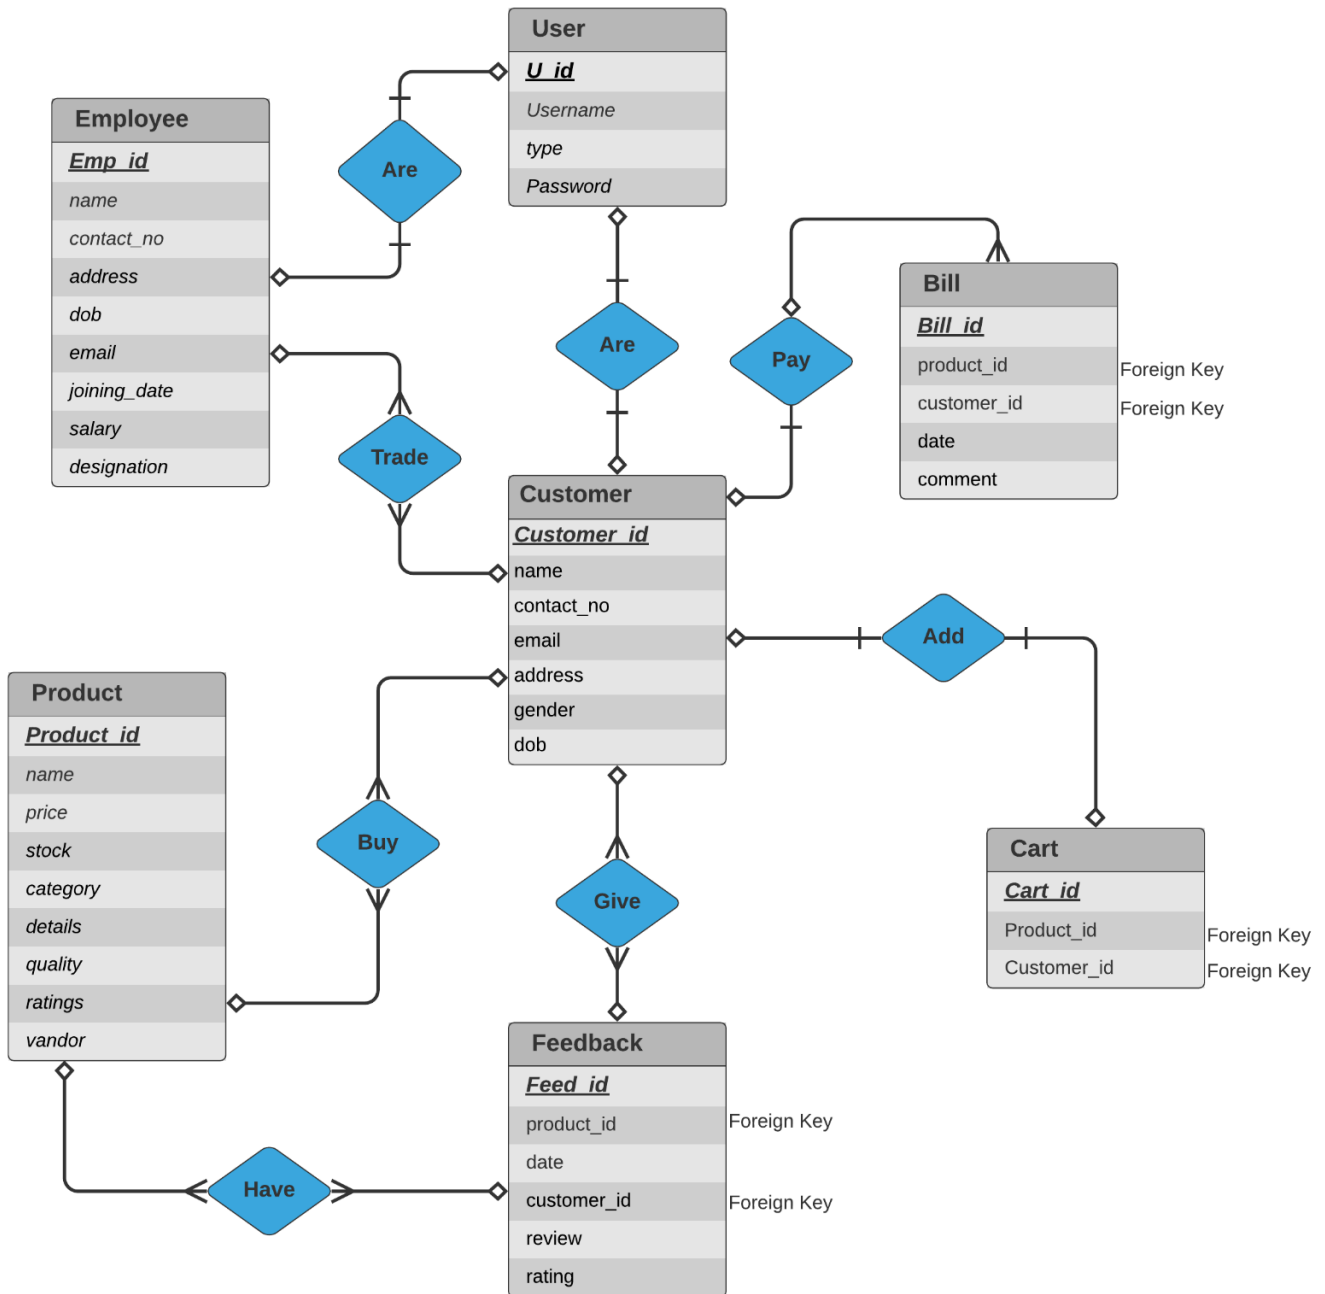 User
U_id
Username
type
Password
Employee
Emp_id
name
contact_no
address
dob
email
joining_date
salary
designation
Are
Are
Pay
Bill
Bill_id
product_id Foreign Key
customer_id Foreign Key
date
comment
Trade
Customer
Customer_id
name
contact_no
email
address
gender
dob
Add
Product
Product_id
name
price
stock
category
details
quality
ratings
vandor
Buy
Give
Cart
Cart_id
Product_id Foreign Key
Customer_id Foreign Key
Feedback
Feed_id
product_id Foreign Key
date
customer_id Foreign Key
review
rating
Have